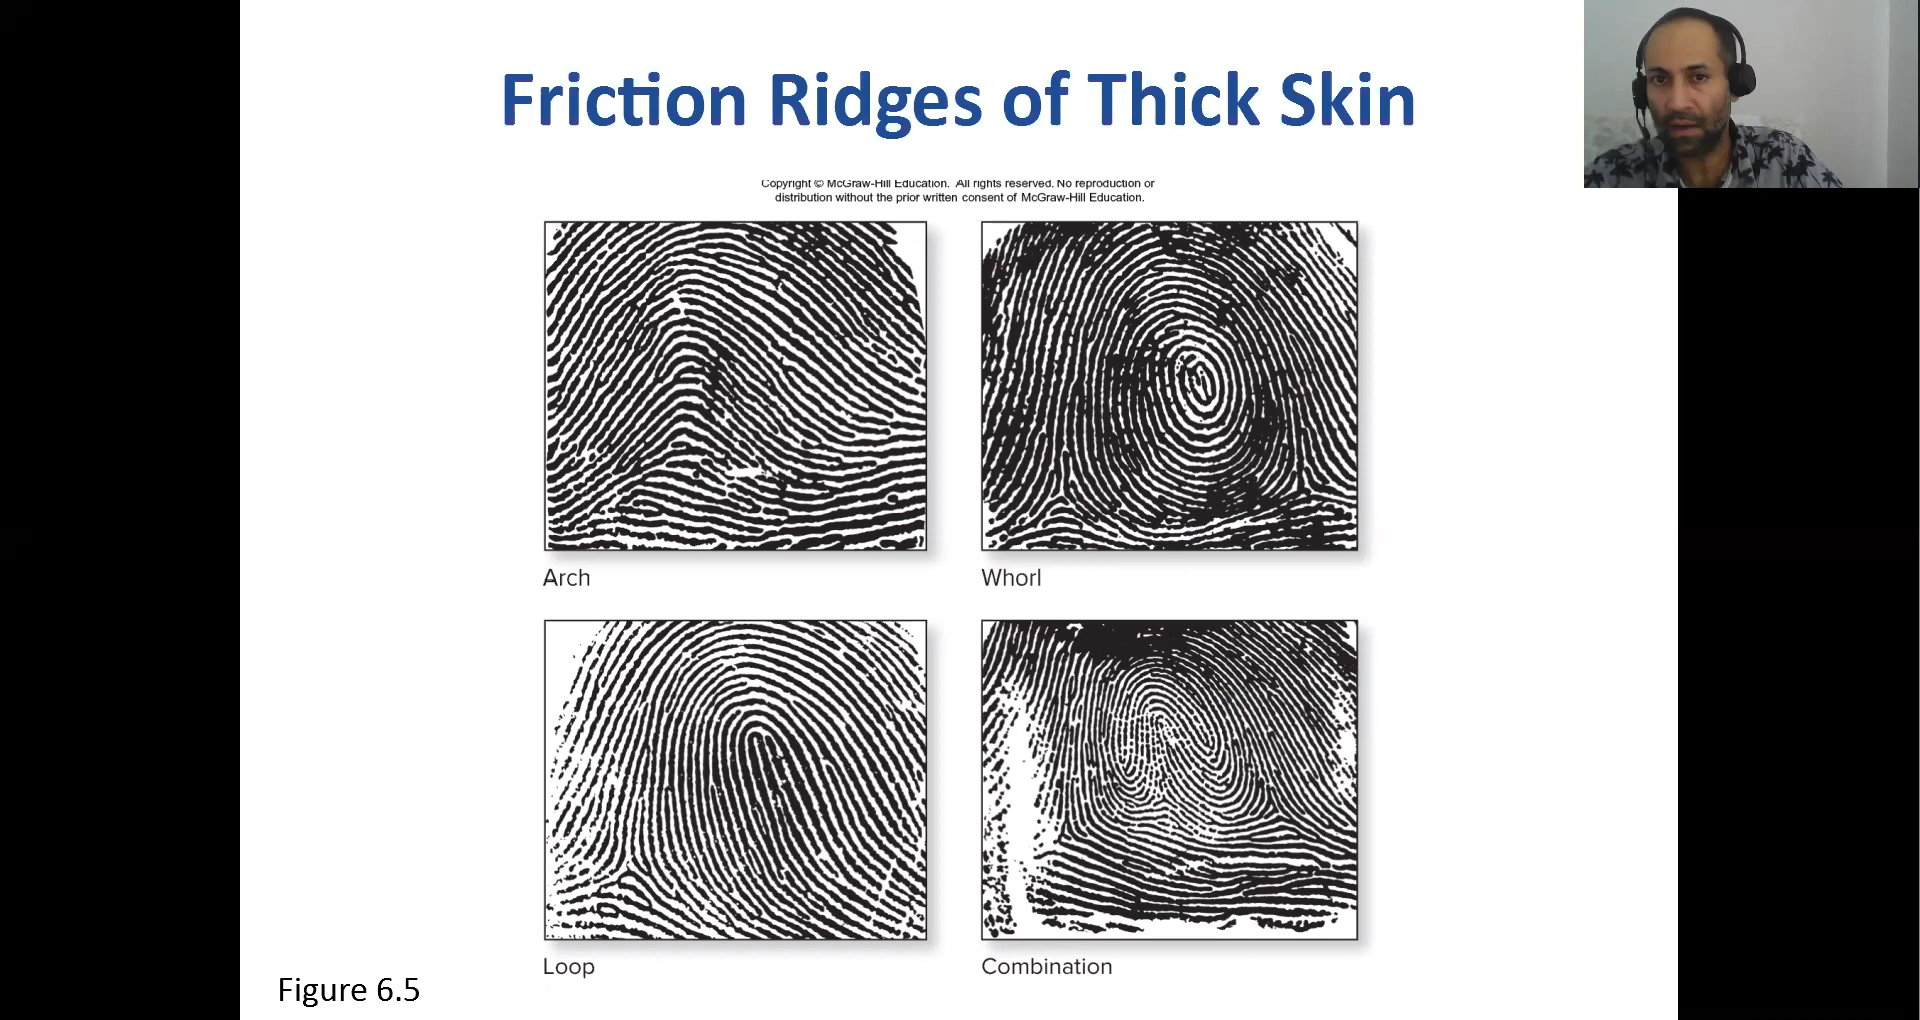 Friction Ridges of Thick Skin
Copyright © McGraw-Hill Education. All rights reserved. No reproduction or
distribution without the prior written consent of McGraw-Hill Education.
Arch
Whorl
Loop
Combination
Figure 6.5